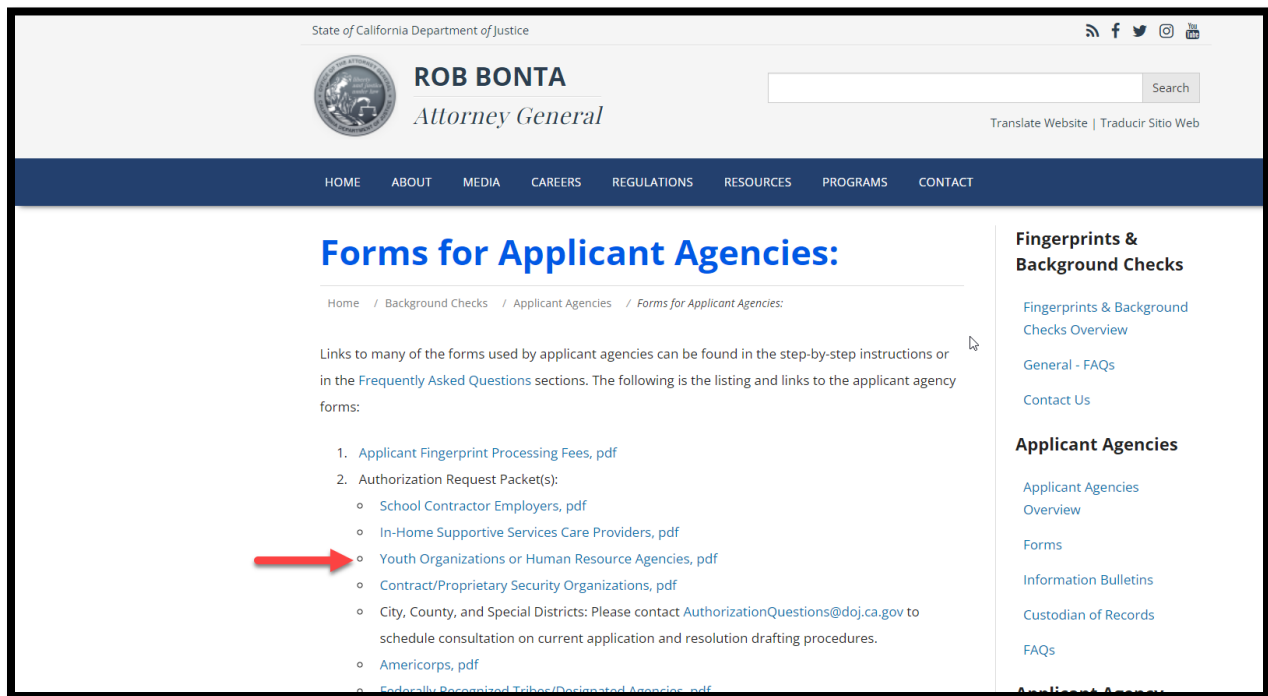 State of California Department of Justice
ROB BONTA
Attorney General
Search
Translate Website | Traducir Sitio Web
HOME ABOUT MEDIA CAREERS REGULATIONS RESOURCES PROGRAMS CONTACT
Forms for Applicant Agencies:
Home / Background Checks / Applicant Agencies / Forms for Applicant Agencies:
Links to many of the forms used by applicant agencies can be found in the step-by-step instructions or
in the Frequently Asked Questions sections. The following is the listing and links to the applicant agency
forms:
1. Applicant Fingerprint Processing Fees, pdf
2. Authorization Request Packet(s):
School Contractor Employers, pdf
In-Home Supportive Services Care Providers, pdf
Youth Organizations or Human Resource Agencies, pdf
Contract/Proprietary Security Organizations, pdf
City, County, and Special Districts: Please contact AuthorizationQuestions@doj.ca.gov to
schedule consultation on current application and resolution drafting procedures.
Americorps, pdf
Federally Recognized Tribes/Designated Agencies, pdf
Fingerprints &
Background Checks
Fingerprints & Background
Checks Overview
General - FAQs
Contact Us
Applicant Agencies
Applicant Agencies
Overview
Forms
Information Bulletins
Custodian of Records
FAQs
Applicant Agency